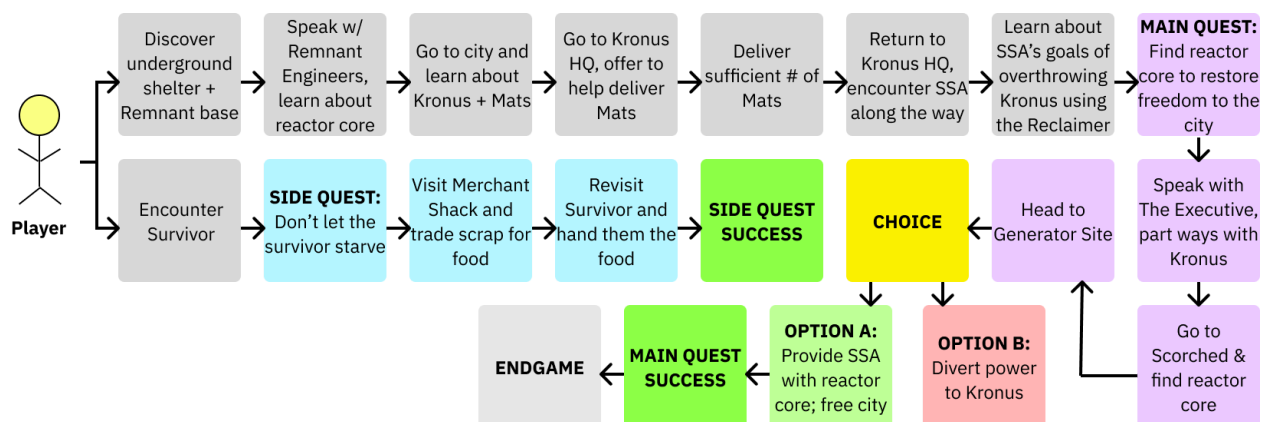 Discover
underground
shelter +
Remnant base
Speak w/
Remnant
Engineers,
learn about
reactor core
Go to city and
learn about
Kronus + Mats
Go to Kronus
HQ, offer to
help deliver
Mats
Deliver
sufficient # of
Mats
Return to
Kronus HQ,
encounter SSA
along the way
Learn about
SSA’s goals of
overthrowing
Kronus using
the Reclaimer
MAIN QUEST:
Find reactor
core to restore
freedom to the
city
Player
Encounter
Survivor
SIDE QUEST:
Don’t let the
survivor starve
Visit Merchant
Shack and
trade scrap for
food
Revisit
Survivor and
hand them the
food
SIDE QUEST
SUCCESS
CHOICE
Head to
Generator Site
Speak with
The Executive,
part ways with
Kronus
ENDGAME
MAIN QUEST
SUCCESS
OPTION A:
Provide SSA
with reactor
core; free city
OPTION B:
Divert power
to Kronus
Go to
Scorched &
find reactor
core